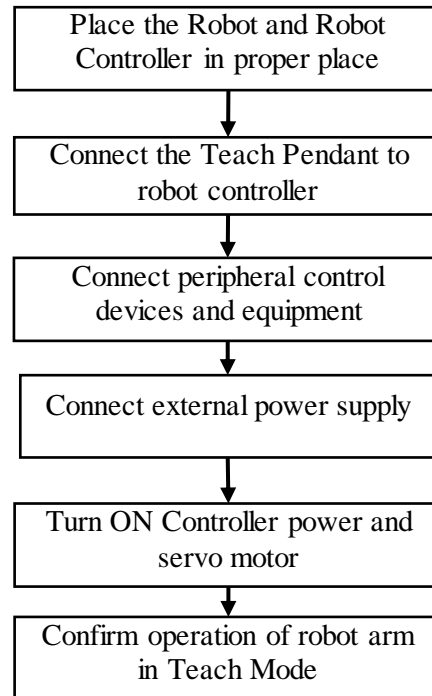 Place the Robot and Robot
Controller in proper place
Connect the Teach Pendant to
robot controller
Connect peripheral control
devices and equipment
Connect external power supply
Turn ON Controller power and
servo motor
Confirm operation of robot arm
in Teach Mode